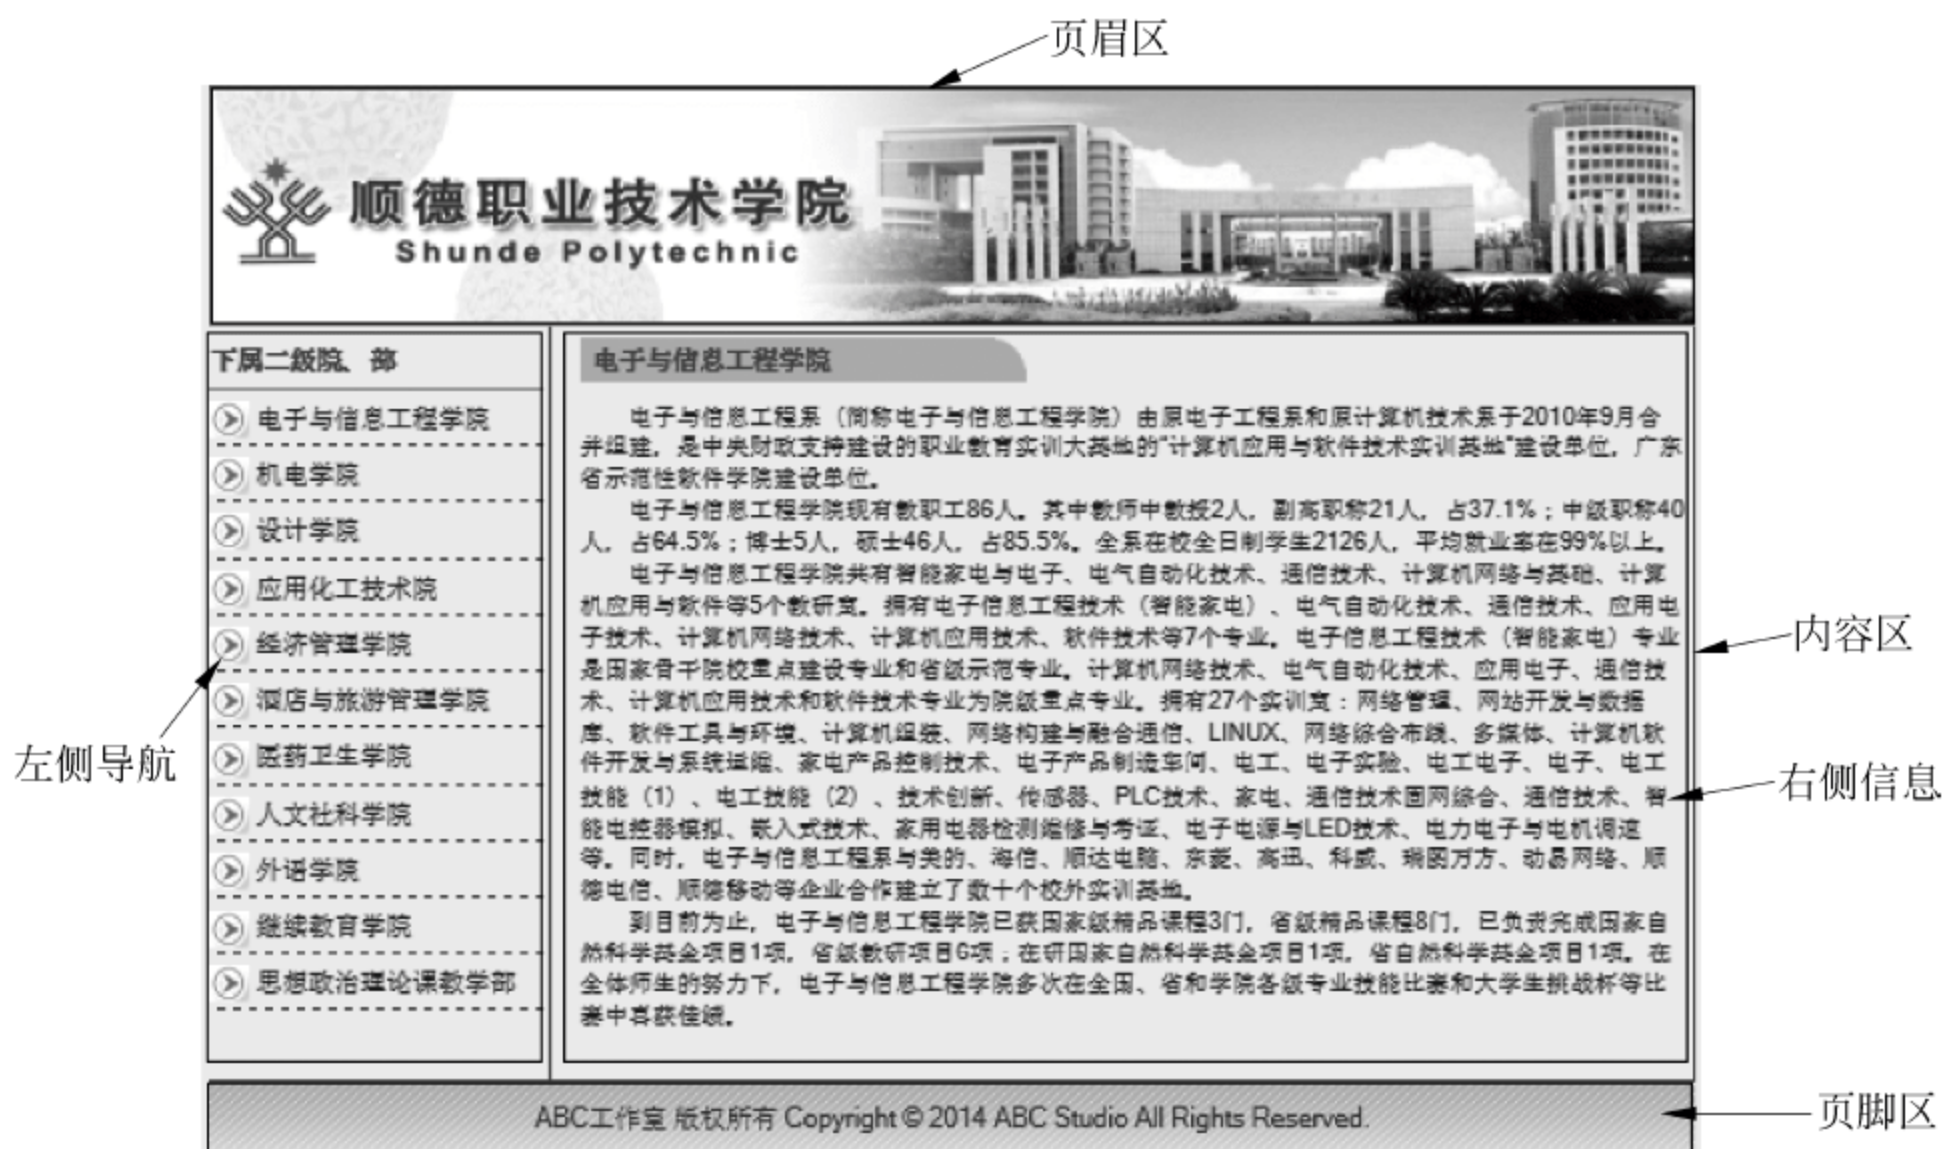 页眉区
顺德职业技术学院
Shunde Polytechnic
下属二级院、部
电子与信息工程学院
机电学院
设计学院
应用化工技术院
经济管理学院
酒店与旅游管理学院
医药卫生学院
人文社科学院
外语学院
继续教育学院
思想政治理论课教学部
左侧导航
电子与信息工程学院
电子与信息工程系（简称电子与信息工程学院）由原电子工程系和原计算机技术系于2010年9月合
并组建，是中央财政支持建设的职业教育实训大基地的"计算机应用与软件技术实训基地"建设单位，广东
省示范性软件学院建设单位。
电子与信息工程学院现有教职工86人。其中教师中教授2人，副高职称21人，占37.1%；中级职称40
人，占64.5%；博士5人，硕士46人，占85.5%。全系在校全日制学生2126人，平均就业率在99%以上。
电子与信息工程学院共有智能家电与电子、电气自动化技术、通信技术、计算机网络与基础、计算
机应用与软件等5个教研室。拥有电子信息工程技术（智能家电）、电气自动化技术、通信技术、应用电
子技术、计算机网络技术、计算机应用技术、软件技术等7个专业。电子信息工程技术（智能家电）专业
是国家骨干院校重点建设专业和省级示范专业。计算机网络技术、电气自动化技术、应用电子、通信技
术、计算机应用技术和软件技术专业为院级重点专业。拥有27个实训室：网络管理、网站开发与数据
库、软件工具与环境、计算机组装、网络构建与融合通信、LINUX、网络综合布线、多媒体、计算机软
件开发与系统运维、家电产品控制技术、电子产品制造车间、电工、电子实验、电工电子、电子、电工
技能（1）、电工技能（2）、技术创新、传感器、PLC技术、家电、通信技术国网综合、通信技术、智
能电控器模拟、嵌入式技术、家用电器检测维修与考证、电子电源与LED技术、电力电子与电机调速
等。同时，电子与信息工程系与美的、海信、顺达电脑、东菱、高迅、科威、瑞图万方、动易网络、顺
德电信、顺德移动等企业合作建立了数十个校外实训基地。
到目前为止，电子与信息工程学院已获国家级精品课程3门，省级精品课程8门，已负责完成国家自
然科学基金项目1项，省级教研项目6项；在研国家自然科学基金项目1项，省自然科学基金项目1项。在
全体师生的努力下，电子与信息工程学院多次在全国、省和学院各级专业技能比赛和大学生挑战杯等比
赛中喜获佳绩。
内容区
右侧信息
ABC工作室 版权所有 Copyright © 2014 ABC Studio All Rights Reserved.
页脚区